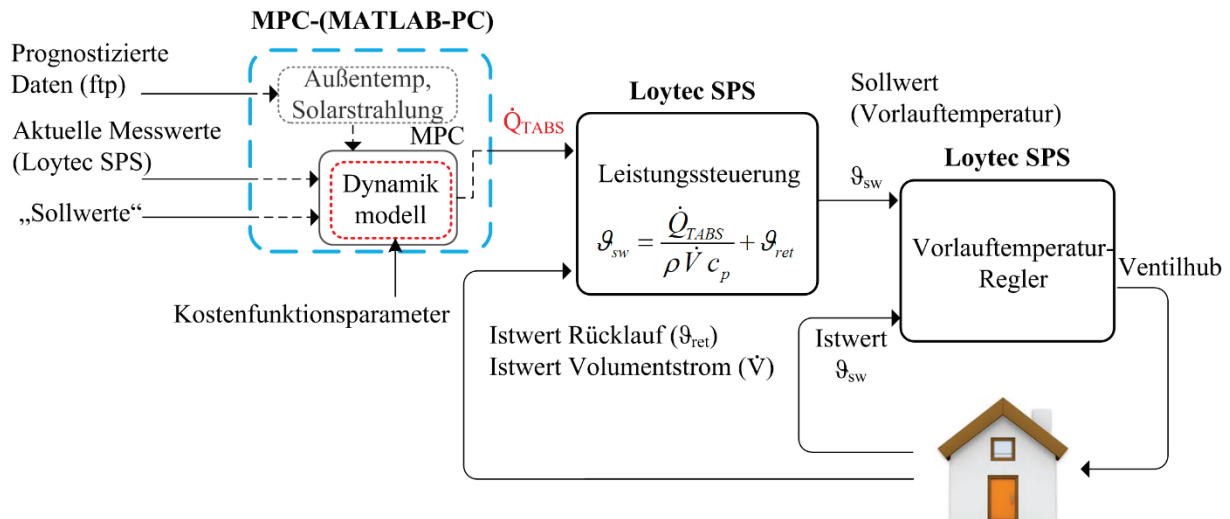 MPC-(MATLAB-PC)
Prognostizierte
Daten (ftp)
Außentemp,
Solarstrahlung
Aktuelle Messwerte
(Loytec SPS)
MPC
Dynamik
modell
„Sollwerte“
Kostenfunktionsparameter
Q̇TABS
Loytec SPS
Leistungssteuerung
ϑsw = Q̇TABS / (ρ V̇ cp) + ϑret
Istwert Rücklauf (ϑret)
Istwert Volumentstrom (V̇)
Sollwert
(Vorlauftemperatur)
ϑsw
Loytec SPS
Vorlauftemperatur-
Regler
Ventilhub
Istwert
ϑsw